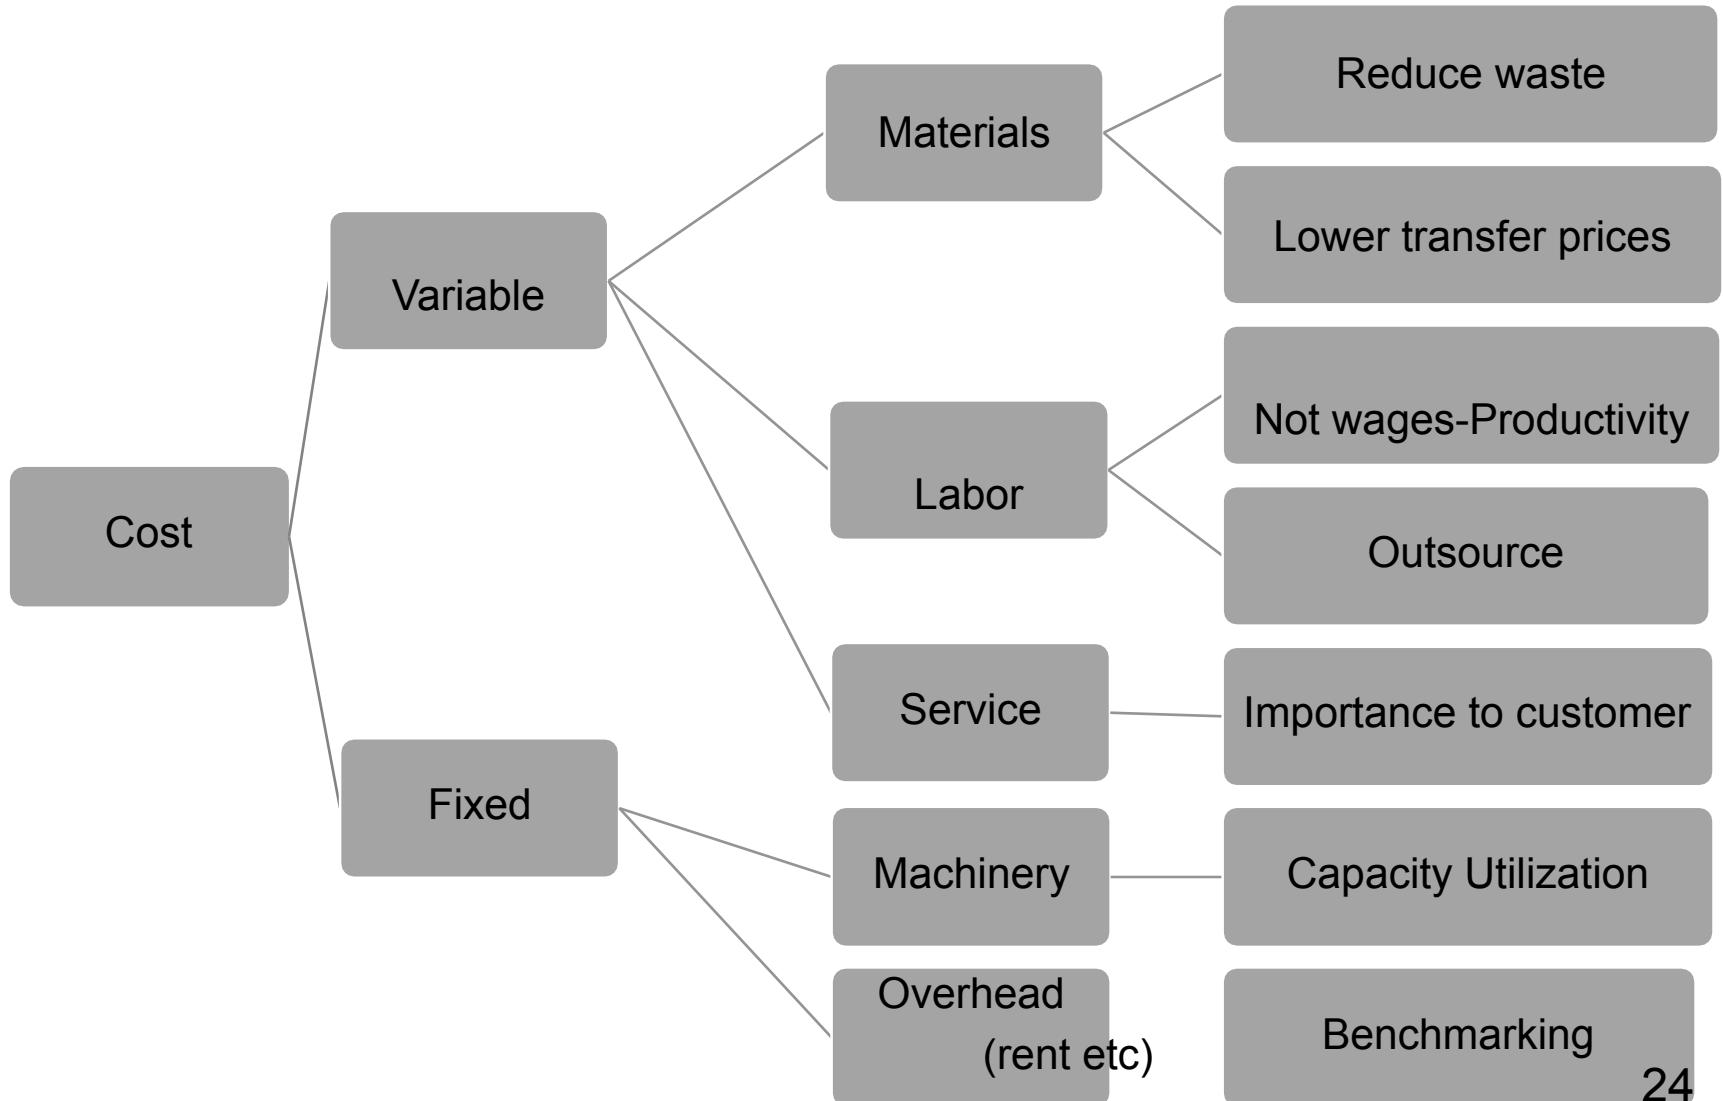 Cost
Variable
Fixed
Materials
Labor
Service
Machinery
Overhead
(rent etc)
Reduce waste
Lower transfer prices
Not wages-Productivity
Outsource
Importance to customer
Capacity Utilization
Benchmarking
24